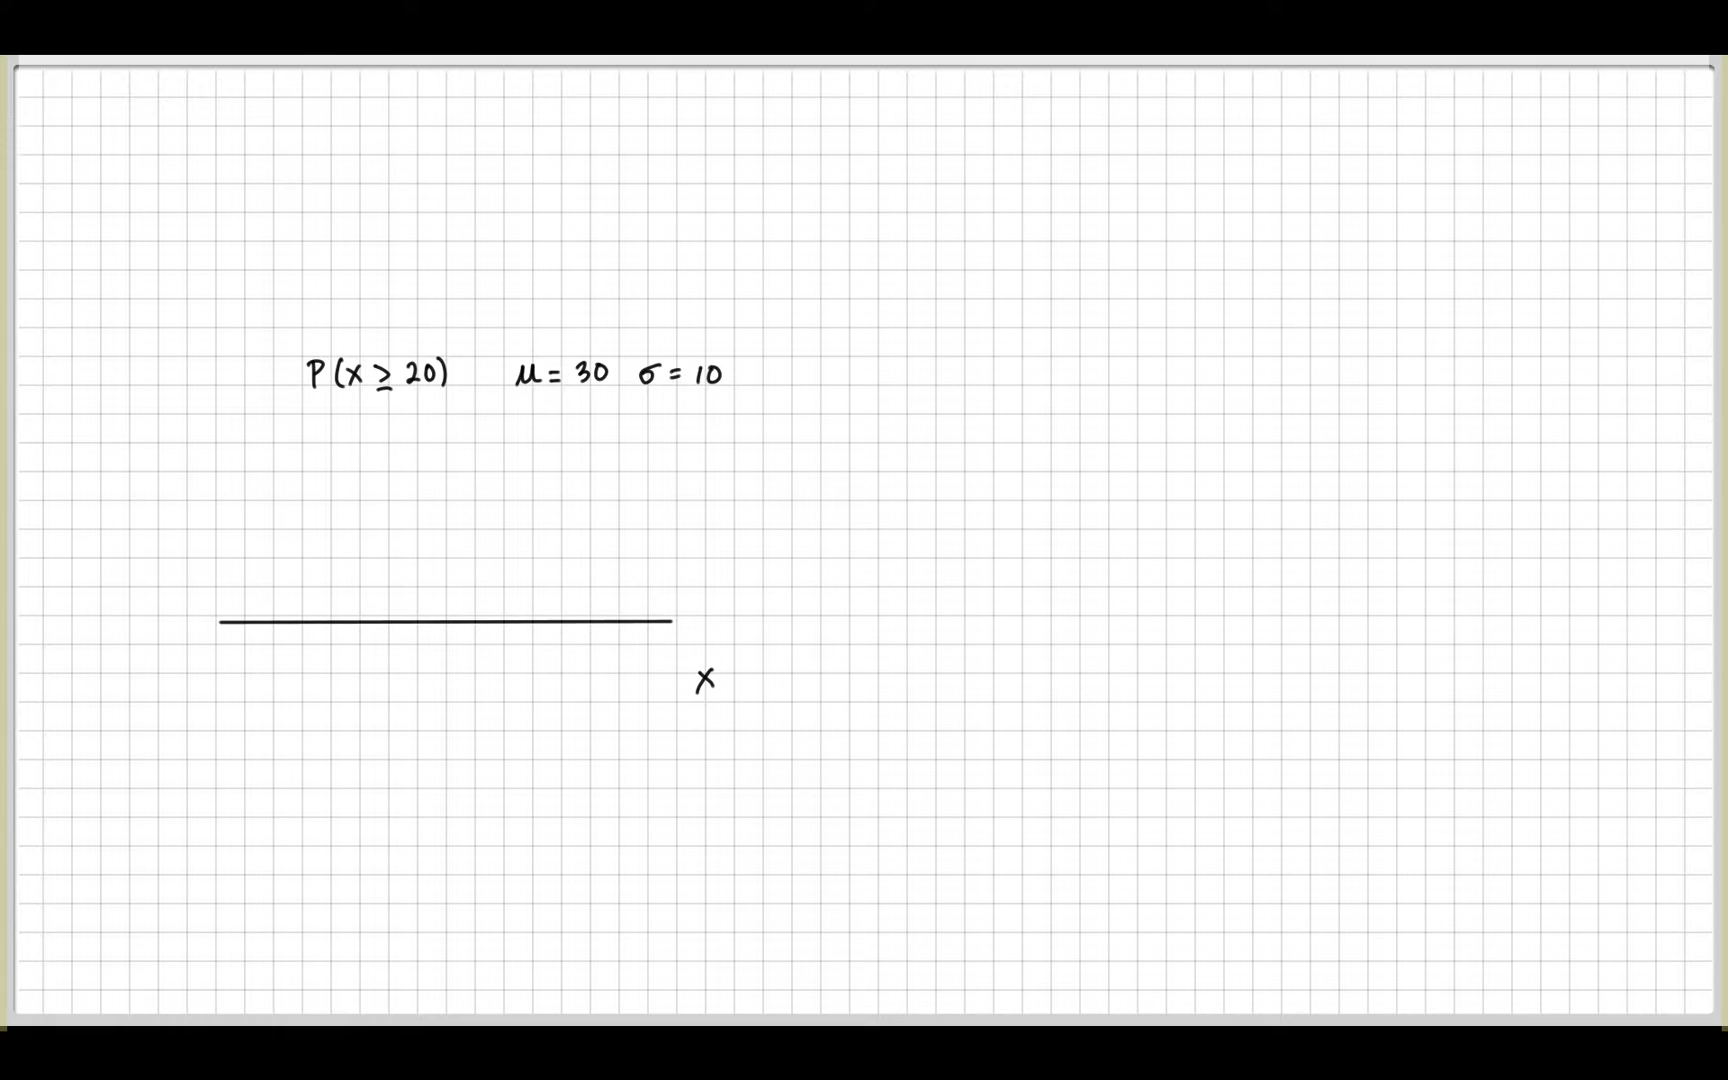 P(x ≥ 20) μ = 30 σ = 10
x